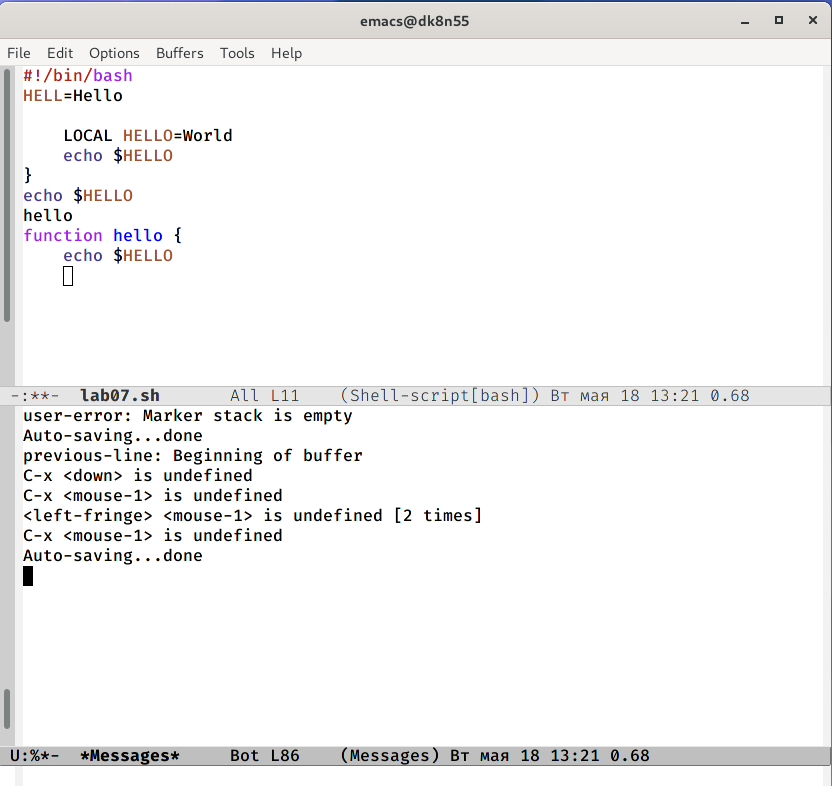 emacs@dk8n55
File Edit Options Buffers Tools Help
#!/bin/bash
HELL=Hello
LOCAL HELLO=World
echo $HELLO
}
echo $HELLO
hello
function hello {
echo $HELLO
-:**- lab07.sh All L11 (Shell-script[bash]) Вт мая 18 13:21 0.68
user-error: Marker stack is empty
Auto-saving...done
previous-line: Beginning of buffer
C-x <down> is undefined
C-x <mouse-1> is undefined
<left-fringe> <mouse-1> is undefined [2 times]
C-x <mouse-1> is undefined
Auto-saving...done
U:%*- *Messages* Bot L86 (Messages) Вт мая 18 13:21 0.68